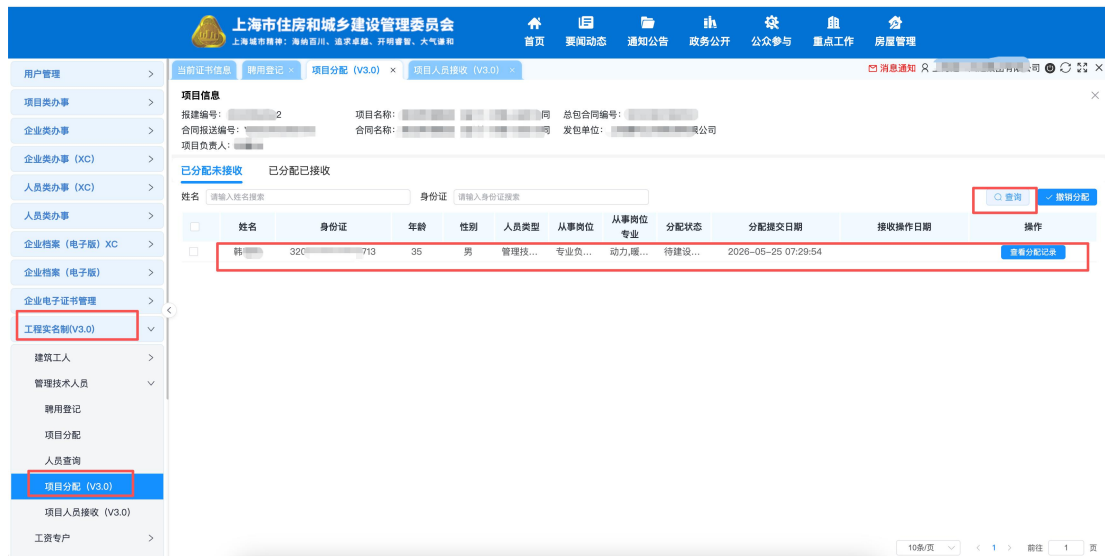 上海市住房和城乡建设管理委员会
上海城市精神：海纳百川、追求卓越、开明睿智、大气谦和
首页 要闻动态 通知公告 政务公开 公众参与 重点工作 房屋管理
用户管理
项目类办事
企业类办事
企业类办事（XC）
人员类办事（XC）
人员类办事
企业档案（电子版）XC
企业档案（电子版）
企业电子证书管理
工程实名制(V3.0)
建筑工人
管理技术人员
聘用登记
项目分配
人员查询
项目分配（V3.0）
项目人员接收（V3.0）
工资专户
当前证书信息 聘用登记 × 项目分配（V3.0） × 项目人员接收（V3.0） ×
消息通知 司
项目信息
报建编号： 2 项目名称： 同 总包合同编号：
合同报送编号： 合同名称： 同 发包单位： 限公司
项目负责人：
已分配未接收 已分配已接收
姓名 请输入姓名搜索 身份证 请输入身份证搜索 查询 撤销分配
姓名 身份证 年龄 性别 人员类型 从事岗位 从事岗位专业 分配状态 分配提交日期 接收操作日期 操作
韩 320 713 35 男 管理技... 专业负... 动力,暖... 待建设... 2026-05-25 07:29:54 查看分配记录
10条/页 < 1 > 前往 1 页